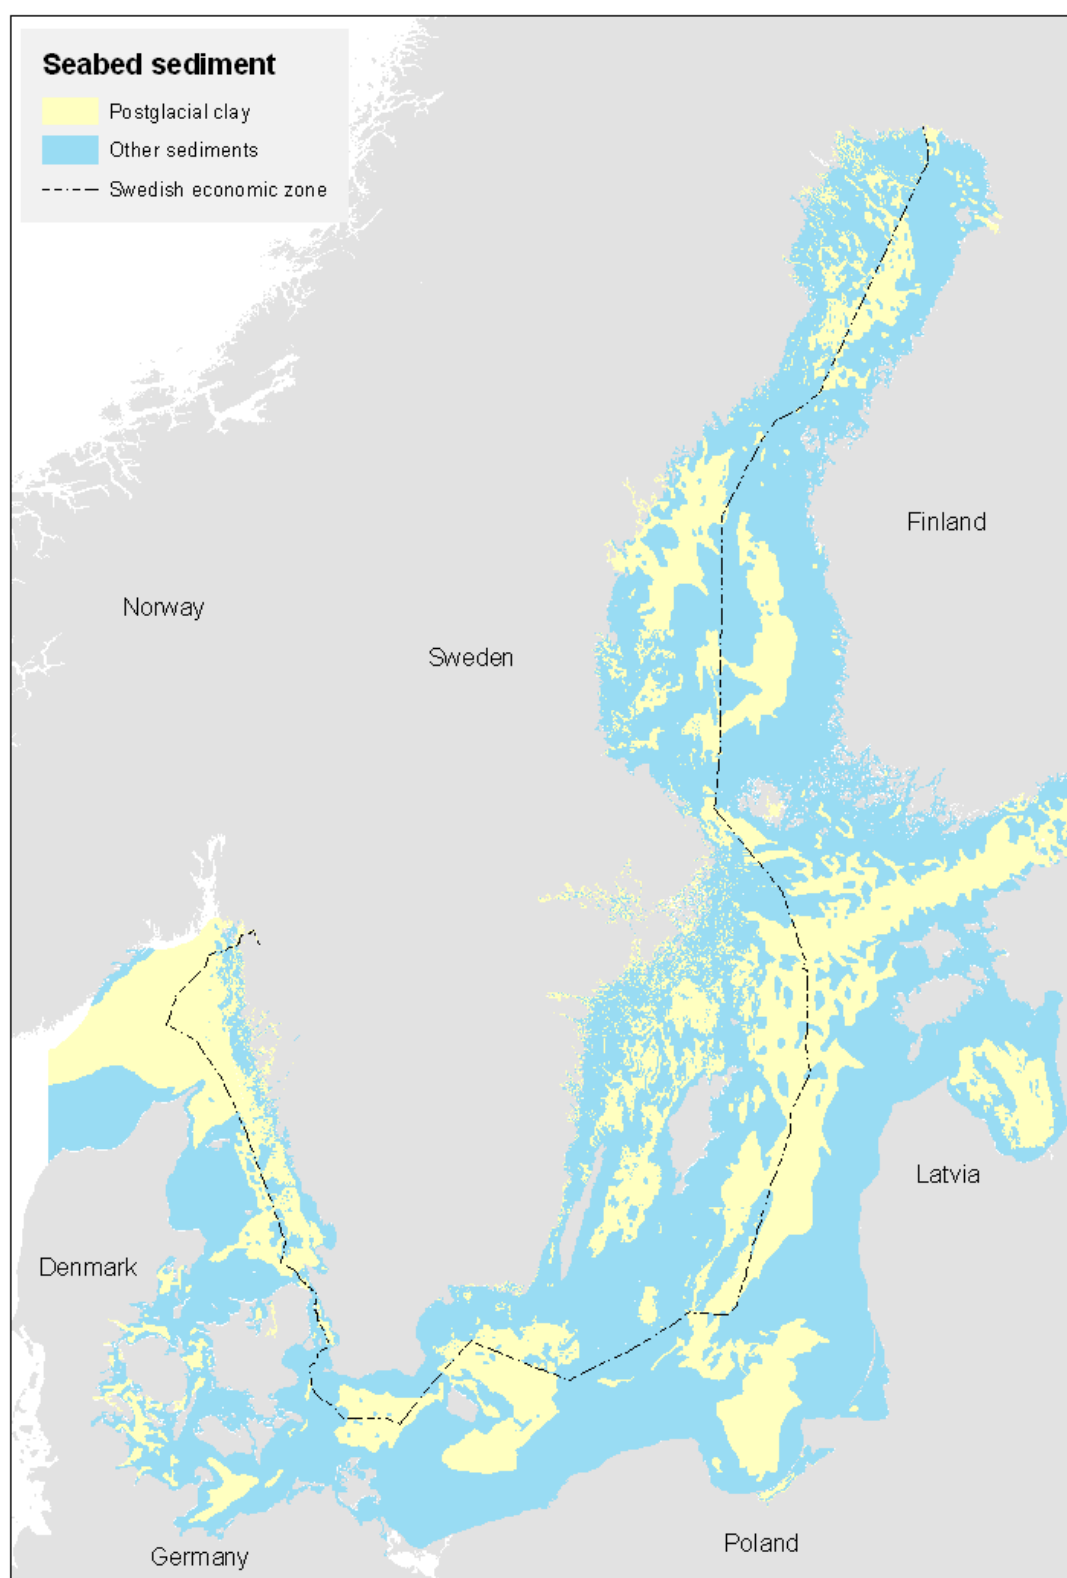 Seabed sediment
Postglacial clay
Other sediments
Swedish economic zone
Finland
Norway
Sweden
Latvia
Denmark
Poland
Germany